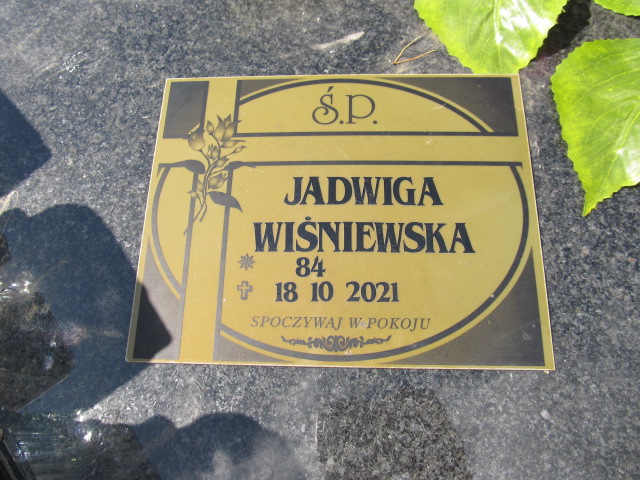 Ś.P.
JADWIGA
WIŚNIEWSKA
84
18 10 2021
SPOCZYWAJ W POKOJU